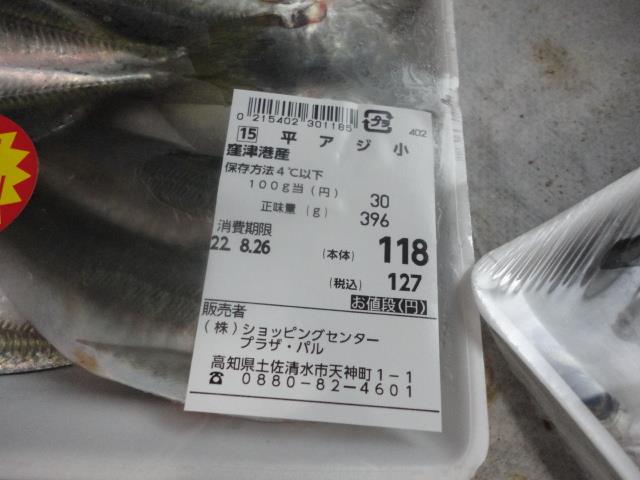 0 215402 301185
プラ
402
15 平アジ小
窪津港産
保存方法4℃以下
100g当(円) 30
正味量(g) 396
消費期限
22. 8.26
(本体) 118
(税込) 127
お値段(円)
販売者
(株)ショッピングセンター
プラザ・パル
高知県土佐清水市天神町1-1
☎0880-82-4601